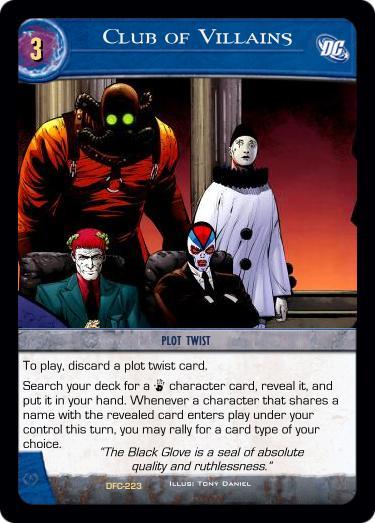 3
CLUB OF VILLAINS
DC
PLOT TWIST
To play, discard a plot twist card.
Search your deck for a character card, reveal it, and
put it in your hand. Whenever a character that shares a
name with the revealed card enters play under your
control this turn, you may rally for a card type of your
choice.
"The Black Glove is a seal of absolute
quality and ruthlessness."
DFC-223 ILLUS: TONY DANIEL